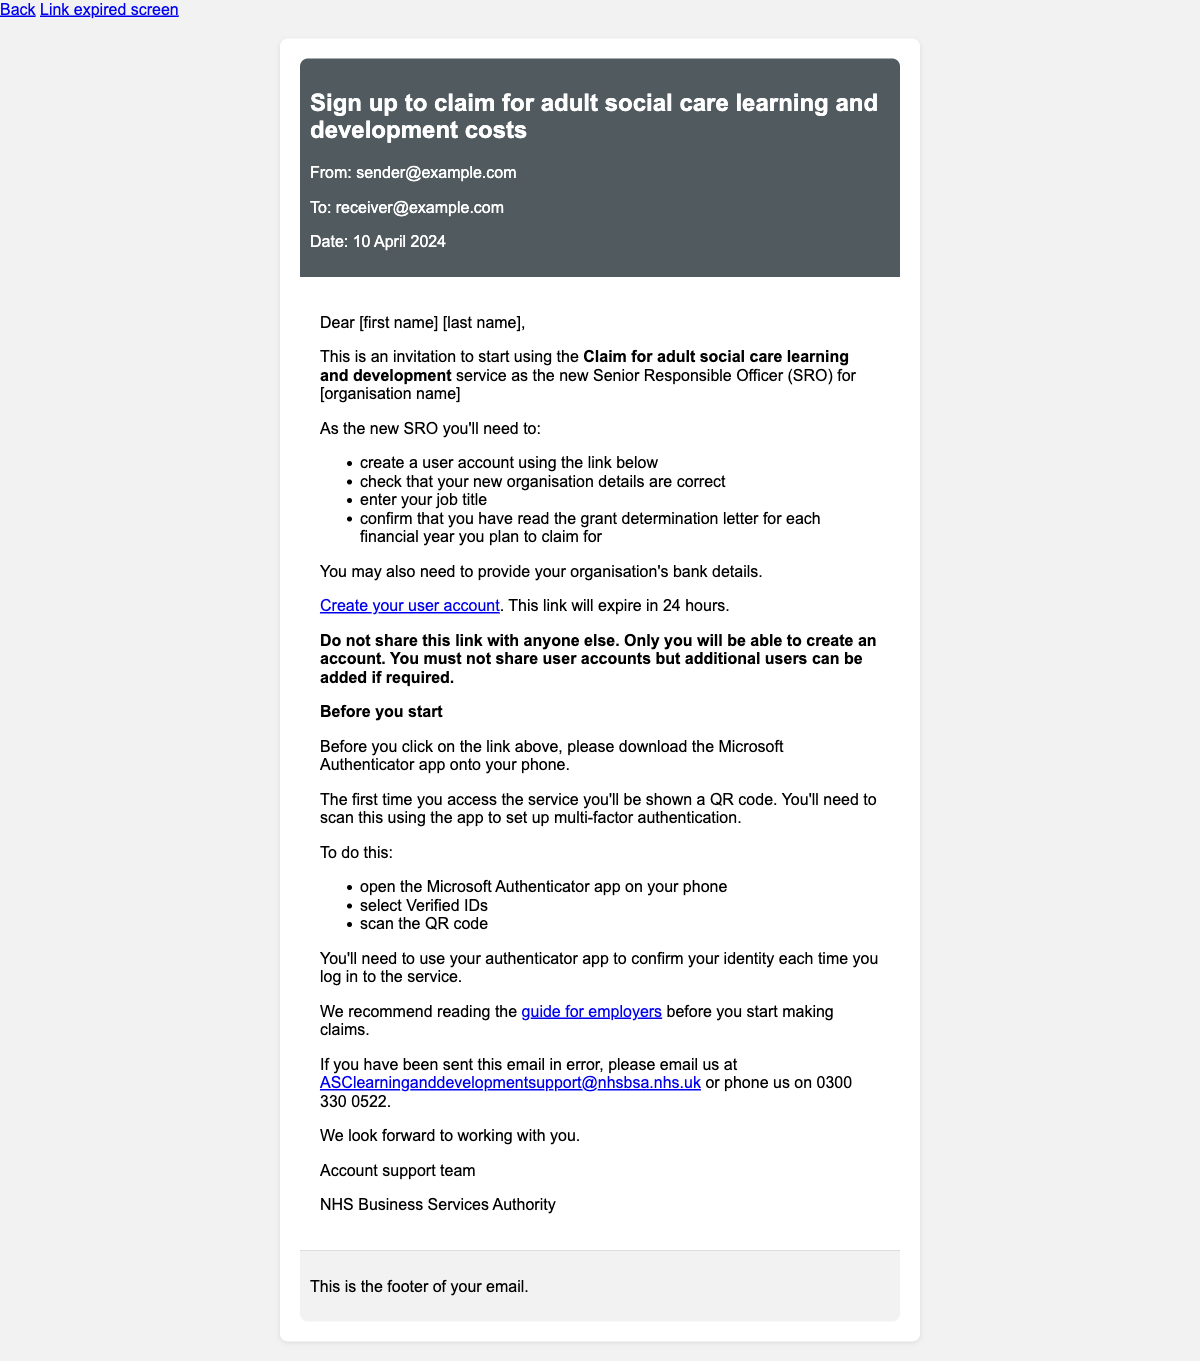 Back Link expired screen
Sign up to claim for adult social care learning and
development costs
From: sender@example.com
To: receiver@example.com
Date: 10 April 2024
Dear [first name] [last name],
This is an invitation to start using the Claim for adult social care learning
and development service as the new Senior Responsible Officer (SRO) for
[organisation name]
As the new SRO you'll need to:
• create a user account using the link below
• check that your new organisation details are correct
• enter your job title
• confirm that you have read the grant determination letter for each
financial year you plan to claim for
You may also need to provide your organisation's bank details.
Create your user account. This link will expire in 24 hours.
Do not share this link with anyone else. Only you will be able to create an
account. You must not share user accounts but additional users can be
added if required.
Before you start
Before you click on the link above, please download the Microsoft
Authenticator app onto your phone.
The first time you access the service you'll be shown a QR code. You'll need to
scan this using the app to set up multi-factor authentication.
To do this:
• open the Microsoft Authenticator app on your phone
• select Verified IDs
• scan the QR code
You'll need to use your authenticator app to confirm your identity each time you
log in to the service.
We recommend reading the guide for employers before you start making
claims.
If you have been sent this email in error, please email us at
ASClearninganddevelopmentsupport@nhsbsa.nhs.uk or phone us on 0300
330 0522.
We look forward to working with you.
Account support team
NHS Business Services Authority
This is the footer of your email.